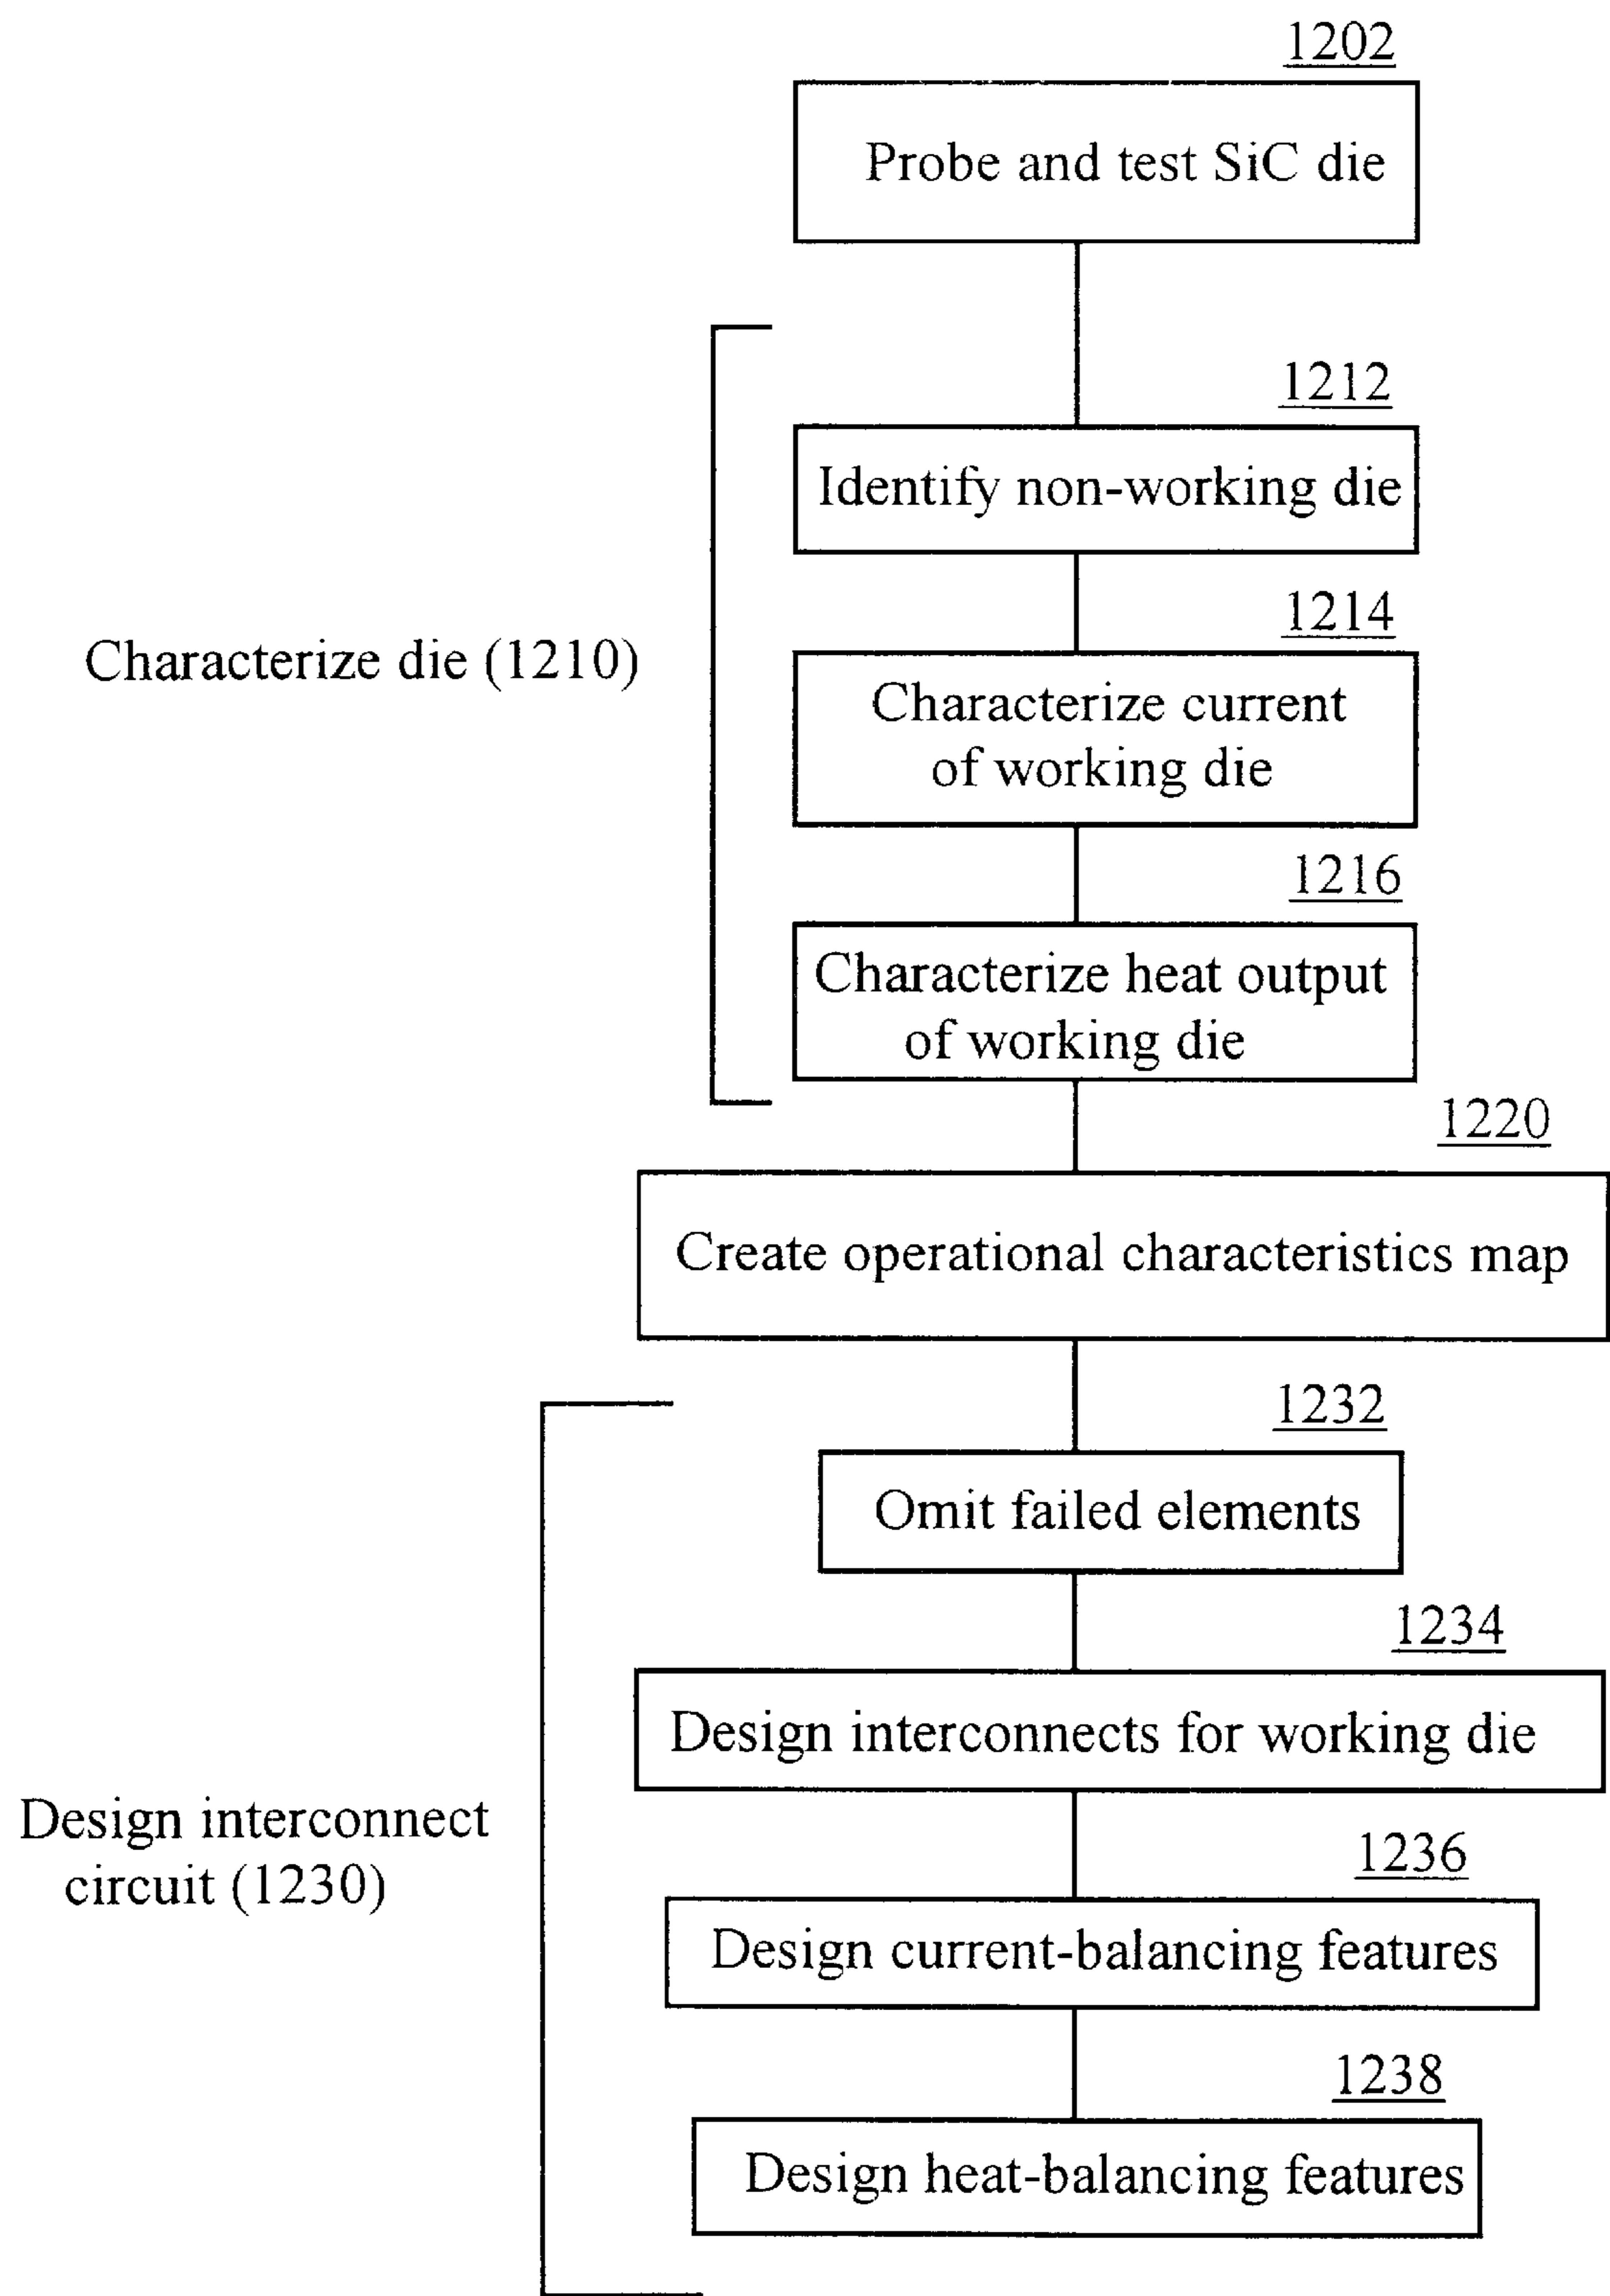 1202
Probe and test SiC die
1212
Identify non-working die
1214
Characterize die (1210)
Characterize current
of working die
1216
Characterize heat output
of working die
1220
Create operational characteristics map
1232
Omit failed elements
1234
Design interconnects for working die
Design interconnect
circuit (1230)
1236
Design current-balancing features
1238
Design heat-balancing features